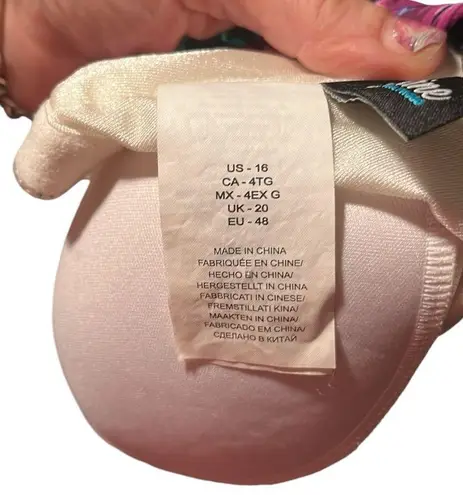 me
US - 16
CA - 4TG
MX - 4EX G
UK - 20
EU - 48
MADE IN CHINA
FABRIQUÉE EN CHINE/
HECHO EN CHINA/
HERGESTELLT IN CHINA
FABBRICATI IN CINESE/
FREMSTILLATI KINA/
MAAKTEN IN CHINA/
FABRICADO EM CHINA/
СДЕЛАНО В КИТАЙ